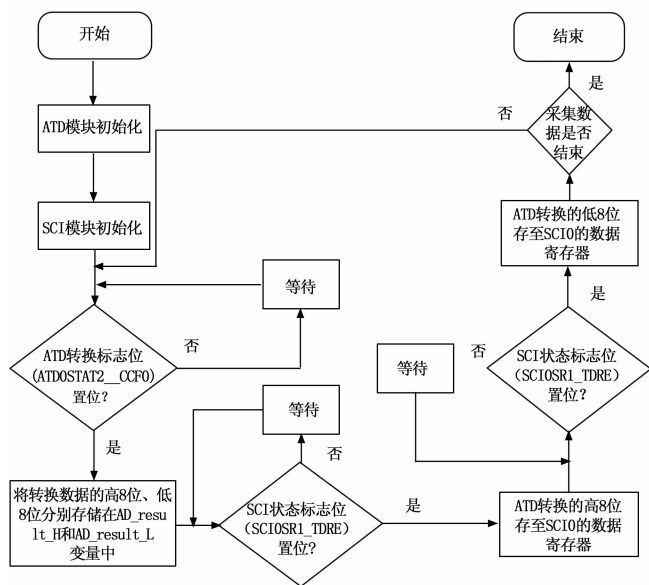 开始
ATD模块初始化
SCI模块初始化
ATD转换标志位
(ATD0STAT2__CCF0)
置位？
否
等待
是
将转换数据的高8位、低
8位分别存储在AD_resu
lt_H和AD_result_L
变量中
等待
否
SCI状态标志位
（SCI0SR1_TDRE）
置位?
是
ATD转换的高8位
存至SCI0的数据
寄存器
等待
否
SCI状态标志位
（SCI0SR1_TDRE）
置位？
是
ATD转换的低8位
存至SCI0的数据
寄存器
采集数
据是否
结束
否
是
结束